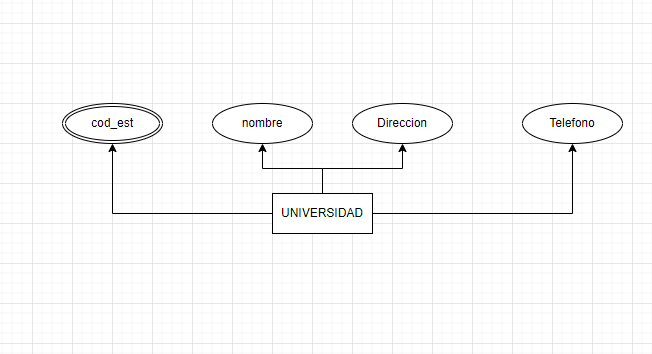 cod_est
nombre
Direccion
Telefono
UNIVERSIDAD